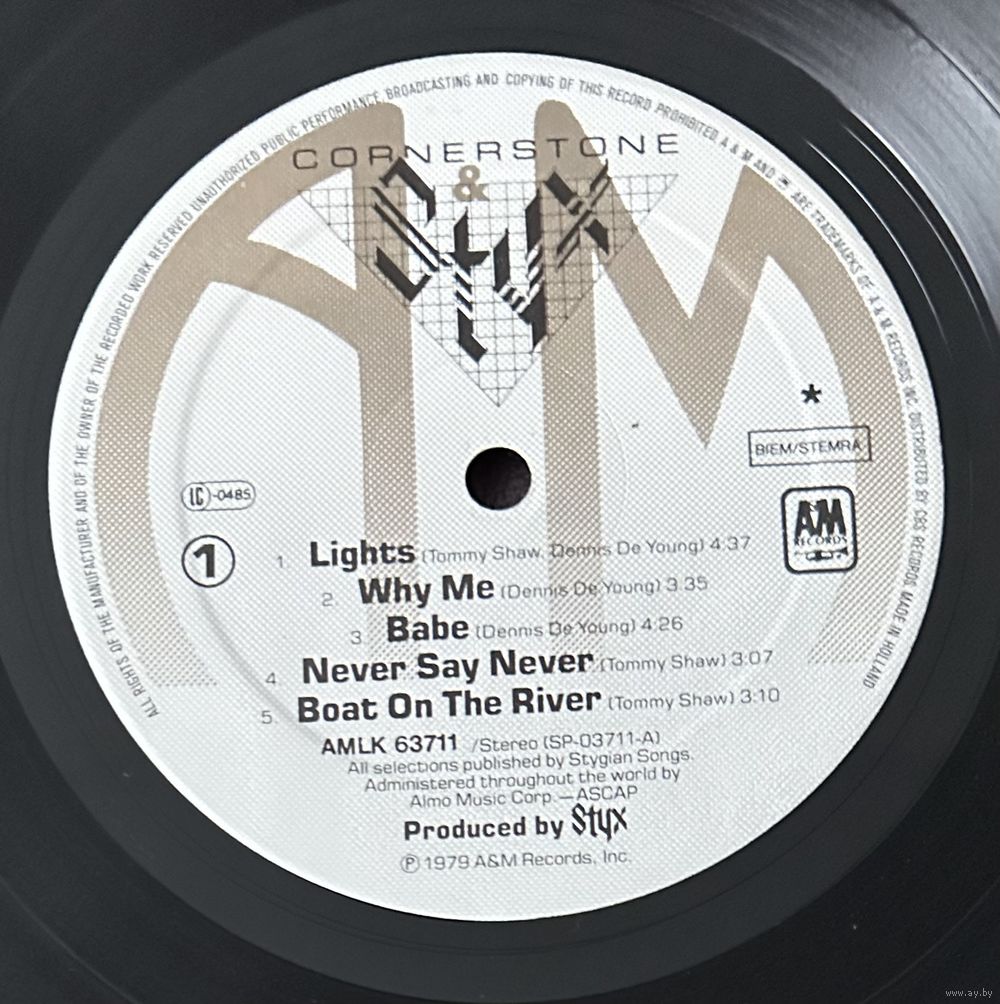 ALL RIGHTS OF THE MANUFACTURER AND OF THE OWNER OF THE RECORDED WORK RESERVED UNAUTHORIZED PUBLIC PERFORMANCE BROADCASTING AND COPYING OF THIS RECORD PROHIBITED A & M AND ARE TRADEMARKS OF A & M RECORDS INC. DISTRIBUTED BY CBS RECORDS MADE IN HOLLAND
CORNERSTONE
&
Styx
AM
*
BIEM/STEMRA
LC-0485
A&M
RECORDS
1
1. Lights (Tommy Shaw, Dennis De Young) 4:37
2. Why Me (Dennis De Young) 3:35
3. Babe (Dennis De Young) 4:26
4. Never Say Never (Tommy Shaw) 3:07
5. Boat On The River (Tommy Shaw) 3:10
AMLK 63711 /Stereo (SP-03711-A)
All selections published by Stygian Songs.
Administered throughout the world by
Almo Music Corp.—ASCAP
Produced by Styx
℗ 1979 A&M Records, Inc.
www.ay.by